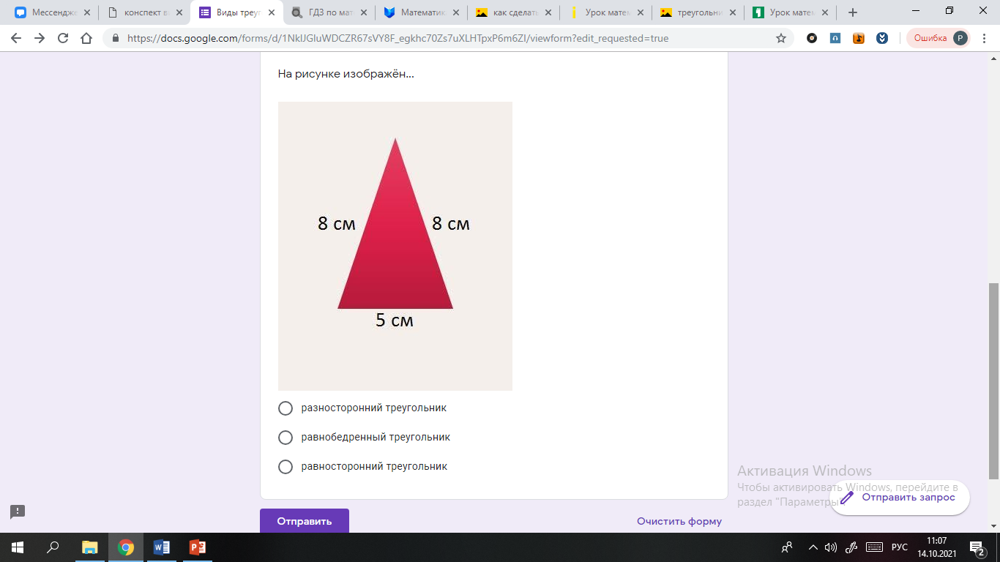 Мессендже
конспект в
Виды треуг
ГДЗ по мат
Математик
как сделать
Урок матем
треугольни
Урок матем
https://docs.google.com/forms/d/1NkIJGIuWDCZR67sVY8F_egkhc70Zs7uXLHTpxP6m6ZI/viewform?edit_requested=true
Ошибка
P
На рисунке изображён...
8 см
8 см
5 см
разносторонний треугольник
равнобедренный треугольник
равносторонний треугольник
Активация Windows
Чтобы активировать Windows, перейдите в
раздел "Параметры
Отправить запрос
Отправить
Очистить форму
РУС
11:07
14.10.2021
2